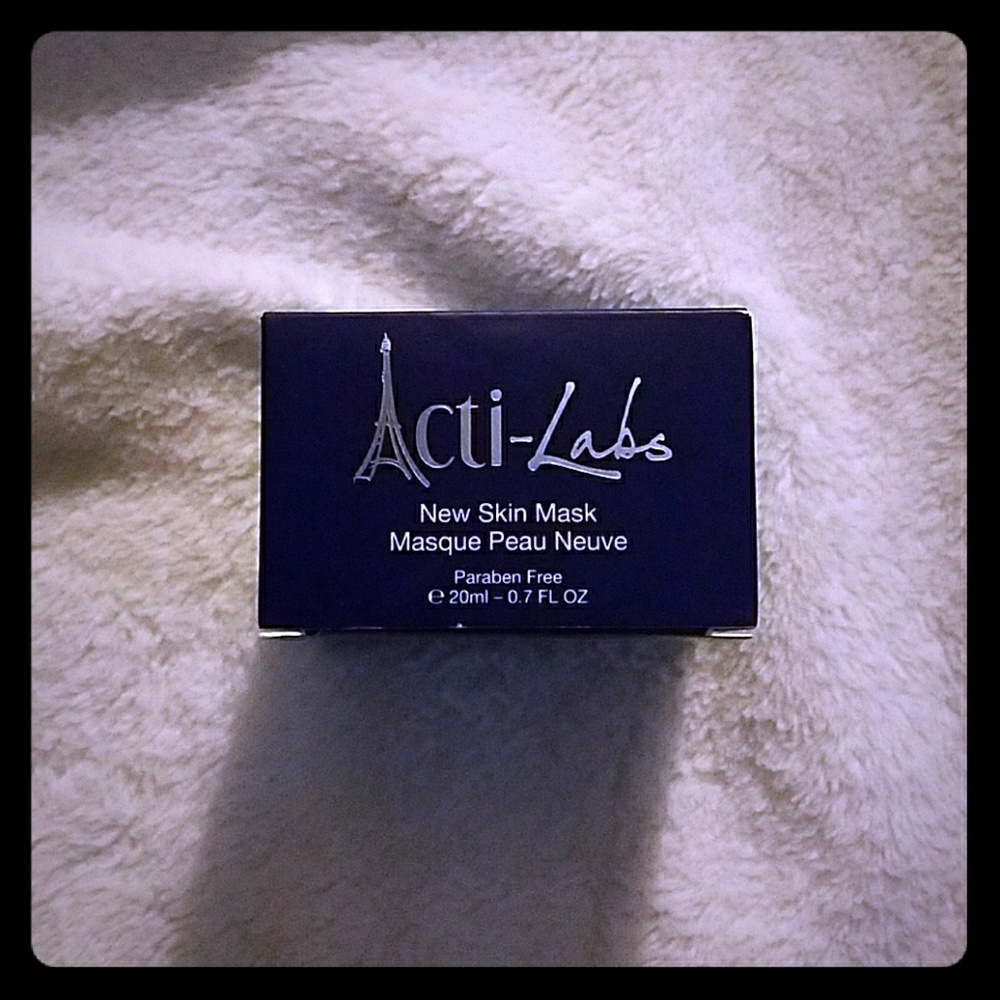 Acti-Labs
New Skin Mask
Masque Peau Neuve
Paraben Free
℮ 20ml – 0.7 FL OZ